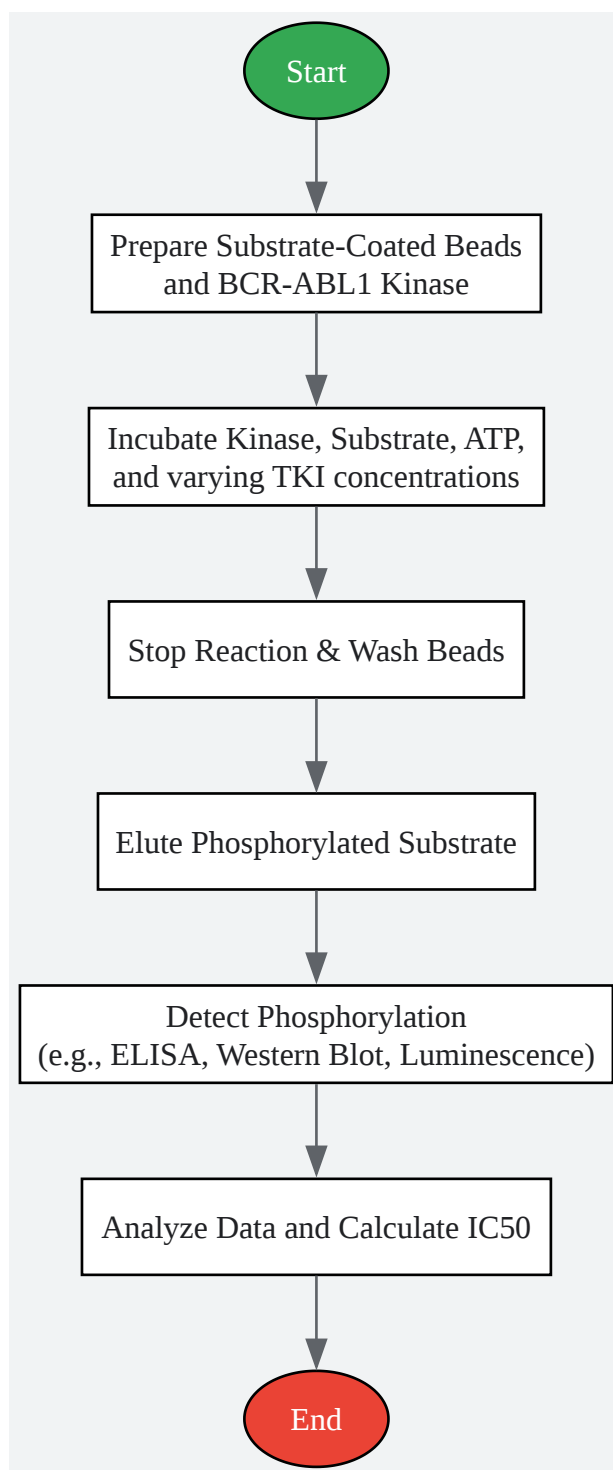 Start
Prepare Substrate-Coated Beads
and BCR-ABL1 Kinase
Incubate Kinase, Substrate, ATP,
and varying TKI concentrations
Stop Reaction & Wash Beads
Elute Phosphorylated Substrate
Detect Phosphorylation
(e.g., ELISA, Western Blot, Luminescence)
Analyze Data and Calculate IC50
End